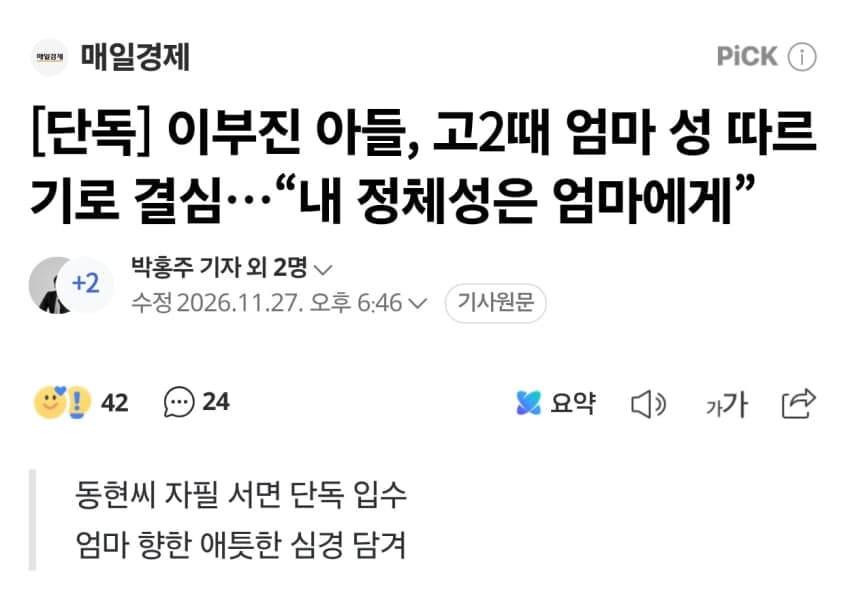 매일경제
매일경제
PiCK
[단독] 이부진 아들, 고2때 엄마 성 따르
기로 결심…“내 정체성은 엄마에게”
+2
박홍주 기자 외 2명
수정 2026.11.27. 오후 6:46
기사원문
42
24
요약
가가
동현씨 자필 서면 단독 입수
엄마 향한 애틋한 심경 담겨